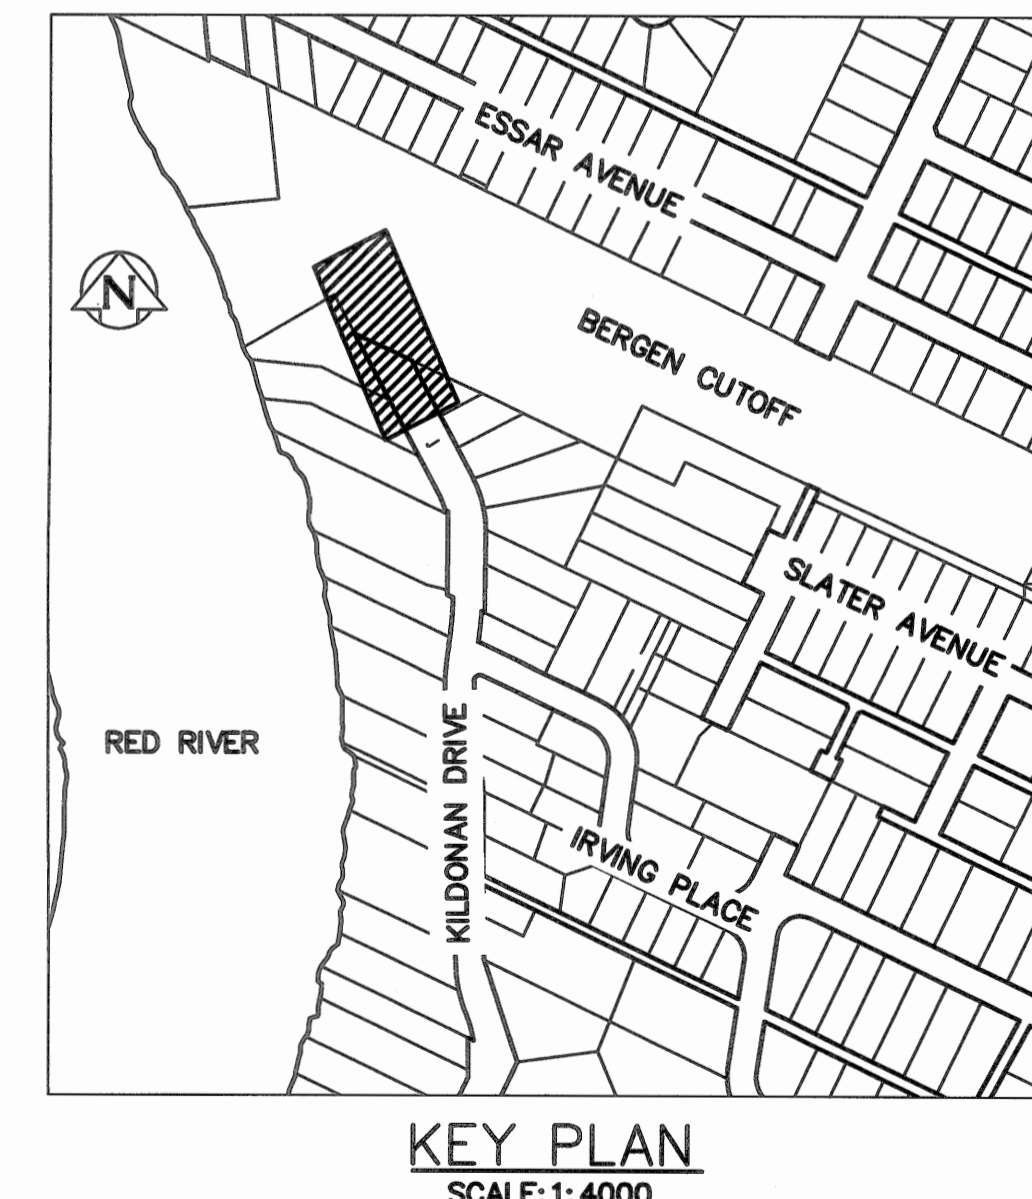 ESSAR AVENUE
N
BERGEN CUTOFF
SLATER AVENUE
RED RIVER
KILDONAN DRIVE
IRVING PLACE
KEY PLAN
SCALE: 1: 4000